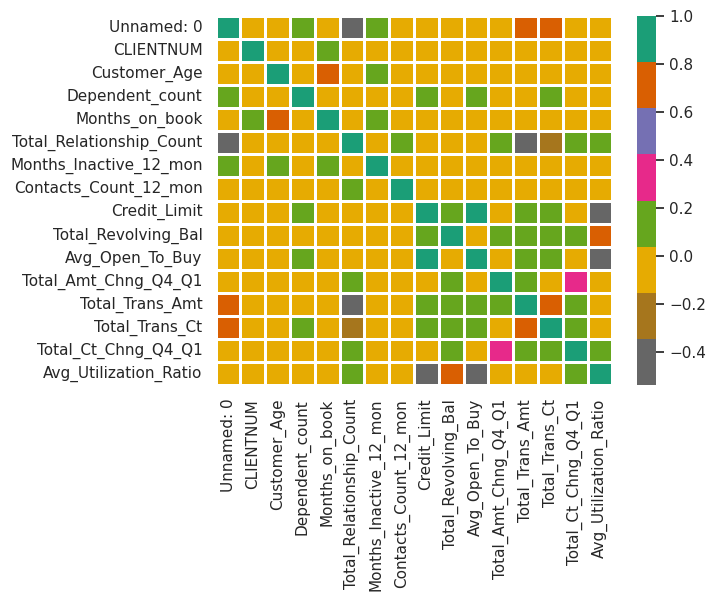 Unnamed: 0
CLIENTNUM
Customer_Age
Dependent_count
Months_on_book
Total_Relationship_Count
Months_Inactive_12_mon
Contacts_Count_12_mon
Credit_Limit
Total_Revolving_Bal
Avg_Open_To_Buy
Total_Amt_Chng_Q4_Q1
Total_Trans_Amt
Total_Trans_Ct
Total_Ct_Chng_Q4_Q1
Avg_Utilization_Ratio
1.0
0.8
0.6
0.4
0.2
0.0
−0.2
−0.4
Unnamed: 0
CLIENTNUM
Customer_Age
Dependent_count
Months_on_book
Total_Relationship_Count
Months_Inactive_12_mon
Contacts_Count_12_mon
Credit_Limit
Total_Revolving_Bal
Avg_Open_To_Buy
Total_Amt_Chng_Q4_Q1
Total_Trans_Amt
Total_Trans_Ct
Total_Ct_Chng_Q4_Q1
Avg_Utilization_Ratio